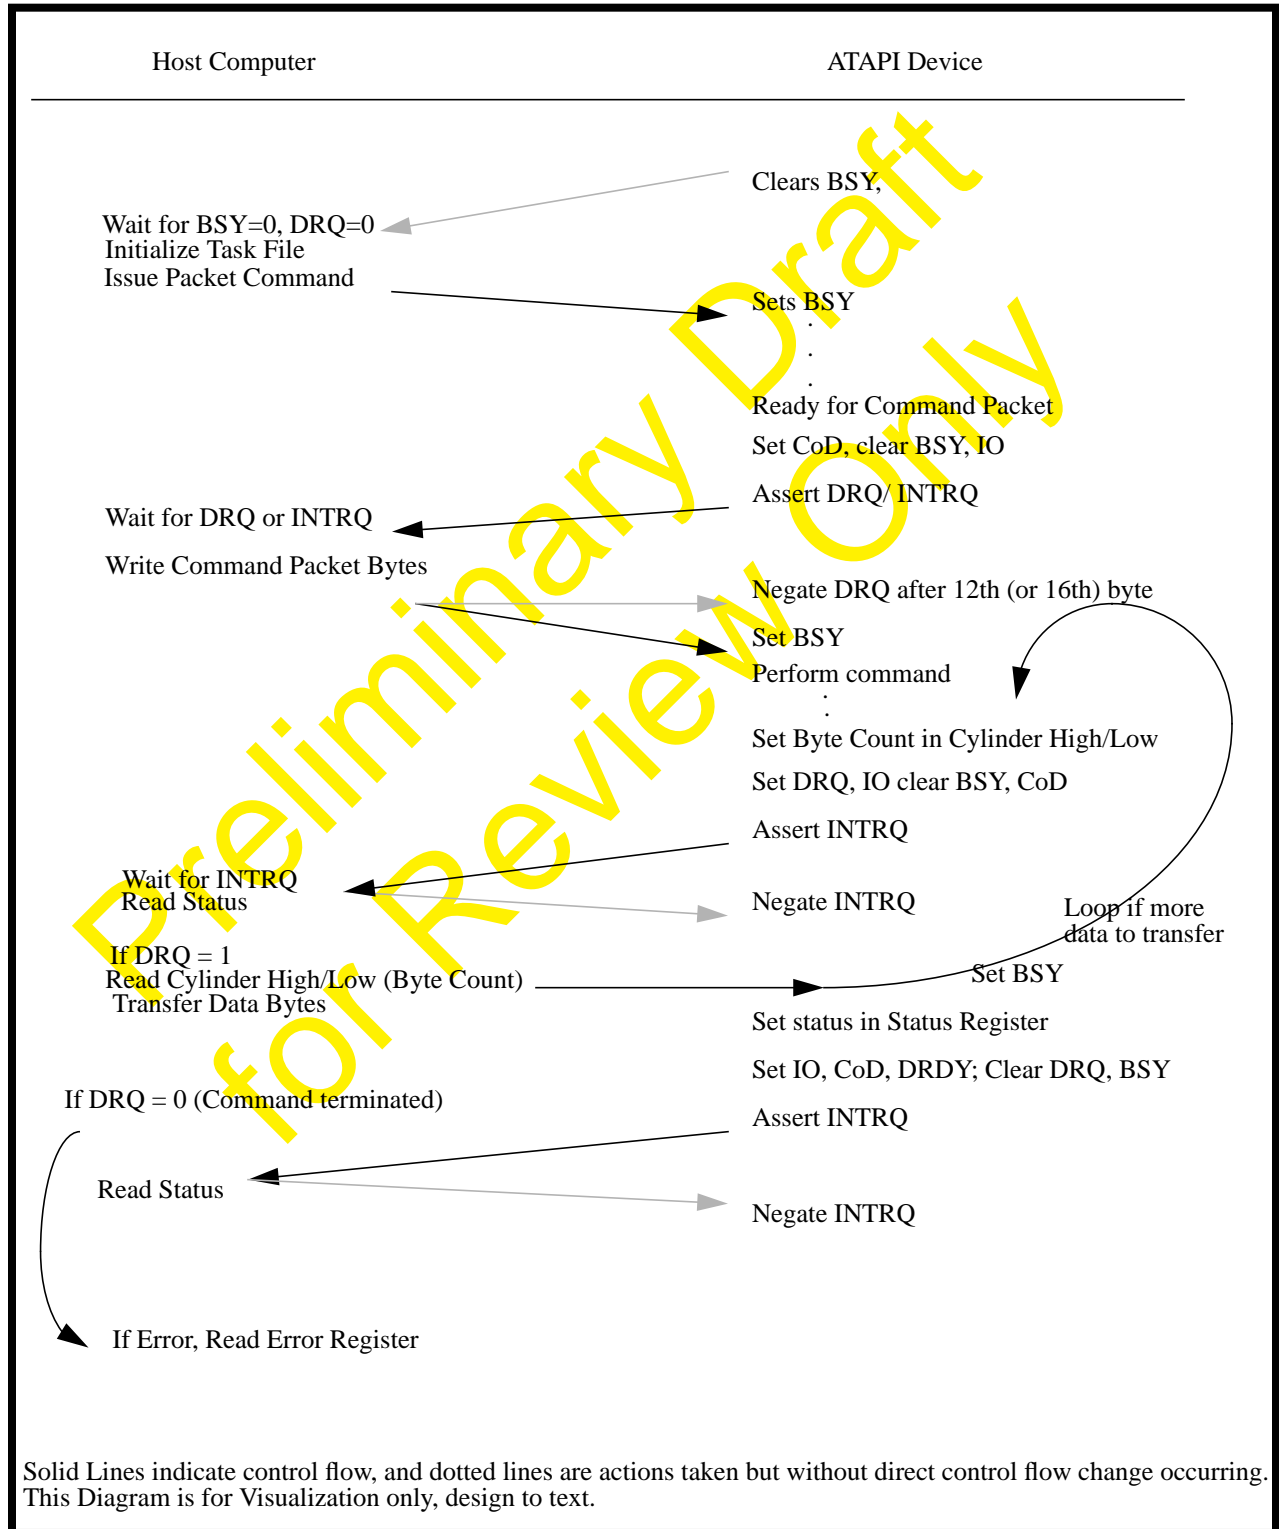 Host Computer
ATAPI Device
Clears BSY,
Wait for BSY=0, DRQ=0
Initialize Task File
Issue Packet Command
Sets BSY
.
.
.
Ready for Command Packet
Set CoD, clear BSY, IO
Assert DRQ/ INTRQ
Wait for DRQ or INTRQ
Write Command Packet Bytes
Negate DRQ after 12th (or 16th) byte
Set BSY
Perform command
.
.
Set Byte Count in Cylinder High/Low
Set DRQ, IO clear BSY, CoD
Assert INTRQ
Wait for INTRQ
Read Status
Negate INTRQ
Loop if more
data to transfer
If DRQ = 1
Read Cylinder High/Low (Byte Count)
Transfer Data Bytes
Set BSY
Set status in Status Register
Set IO, CoD, DRDY; Clear DRQ, BSY
If DRQ = 0 (Command terminated)
Assert INTRQ
Read Status
Negate INTRQ
If Error, Read Error Register
Solid Lines indicate control flow, and dotted lines are actions taken but without direct control flow change occurring.
This Diagram is for Visualization only, design to text.
Preliminary Draft
for Review Only